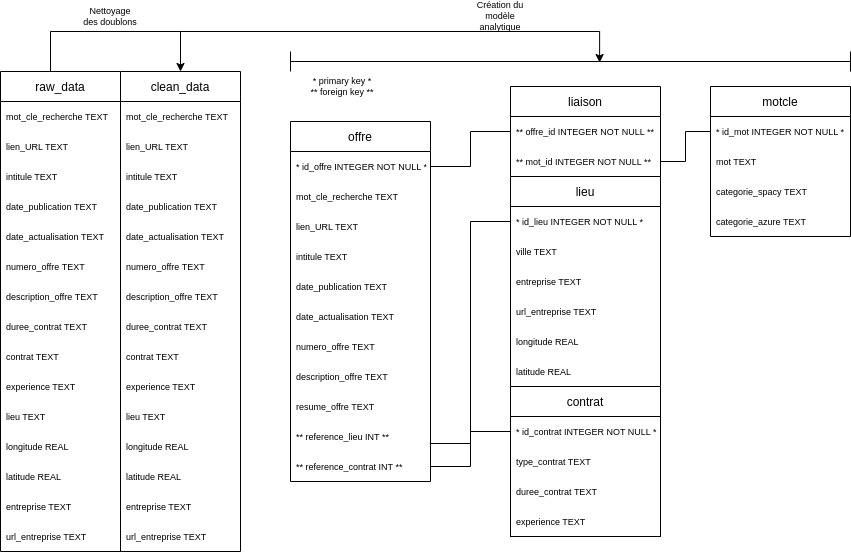 Nettoyage
des doublons
Création du
modèle
analytique
raw_data
mot_cle_recherche TEXT
lien_URL TEXT
intitule TEXT
date_publication TEXT
date_actualisation TEXT
numero_offre TEXT
description_offre TEXT
duree_contrat TEXT
contrat TEXT
experience TEXT
lieu TEXT
longitude REAL
latitude REAL
entreprise TEXT
url_entreprise TEXT
clean_data
mot_cle_recherche TEXT
lien_URL TEXT
intitule TEXT
date_publication TEXT
date_actualisation TEXT
numero_offre TEXT
description_offre TEXT
duree_contrat TEXT
contrat TEXT
experience TEXT
lieu TEXT
longitude REAL
latitude REAL
entreprise TEXT
url_entreprise TEXT
* primary key *
** foreign key **
offre
* id_offre INTEGER NOT NULL *
mot_cle_recherche TEXT
lien_URL TEXT
intitule TEXT
date_publication TEXT
date_actualisation TEXT
numero_offre TEXT
description_offre TEXT
resume_offre TEXT
** reference_lieu INT **
** reference_contrat INT **
liaison
** offre_id INTEGER NOT NULL **
** mot_id INTEGER NOT NULL **
lieu
* id_lieu INTEGER NOT NULL *
ville TEXT
entreprise TEXT
url_entreprise TEXT
longitude REAL
latitude REAL
contrat
* id_contrat INTEGER NOT NULL *
type_contrat TEXT
duree_contrat TEXT
experience TEXT
motcle
* id_mot INTEGER NOT NULL *
mot TEXT
categorie_spacy TEXT
categorie_azure TEXT